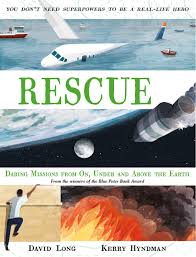 YOU DON'T NEED SUPERPOWERS TO BE A REAL-LIFE HERO
RESCUE
DARING MISSIONS FROM ON, UNDER AND ABOVE THE EARTH
From the winners of the Blue Peter Book Award
DAVID LONG KERRY HYNDMAN